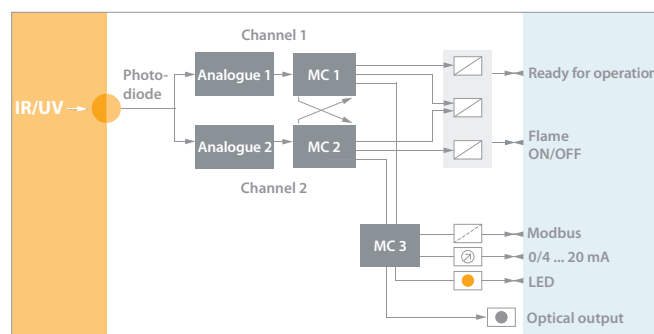 Channel 1
Photo-
diode
Analogue 1
MC 1
Ready for operation
IR/UV
Analogue 2
MC 2
Flame
ON/OFF
Channel 2
MC 3
Modbus
0/4 ... 20 mA
LED
Optical output